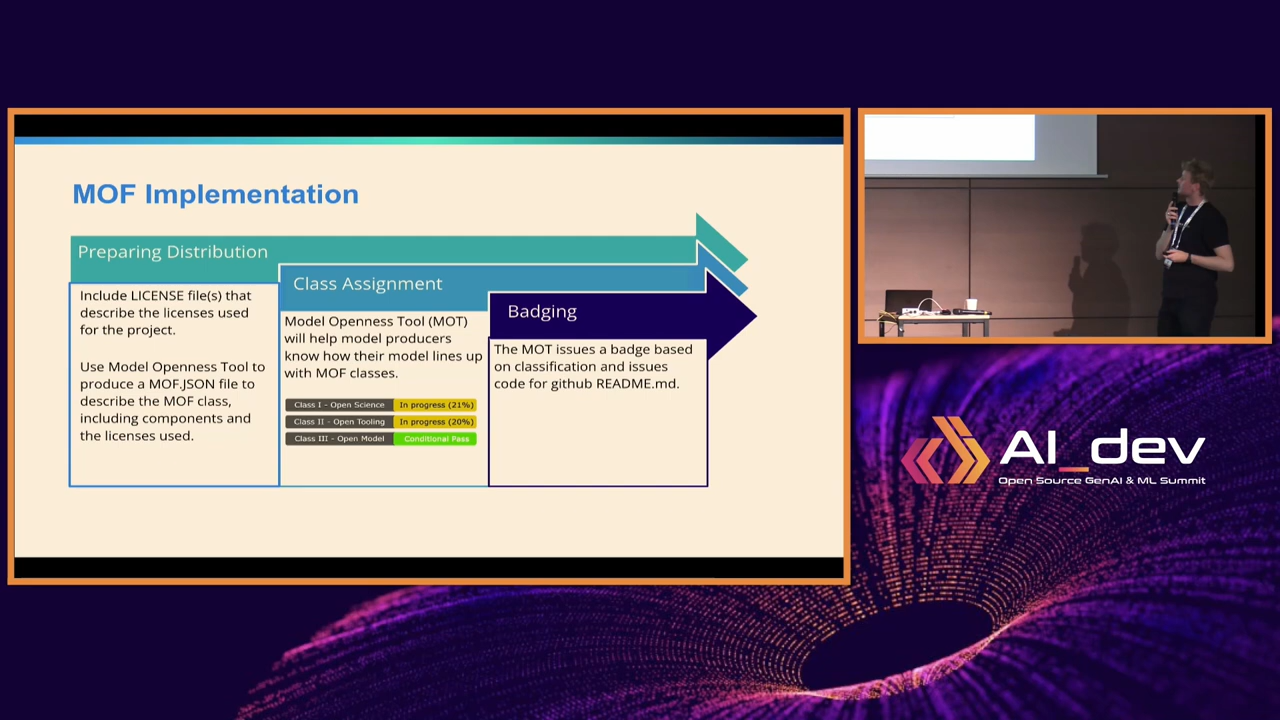 MOF Implementation
Preparing Distribution
Include LICENSE file(s) that
describe the licenses used
for the project.
Use Model Openness Tool to
produce a MOF.JSON file to
describe the MOF class,
including components and
the licenses used.
Class Assignment
Model Openness Tool (MOT)
will help model producers
know how their model lines up
with MOF classes.
Class I - Open Science In progress (21%)
Class II - Open Tooling In progress (20%)
Class III - Open Model Conditional Pass
Badging
The MOT issues a badge based
on classification and issues
code for github README.md.
AI_dev
Open Source GenAI & ML Summit